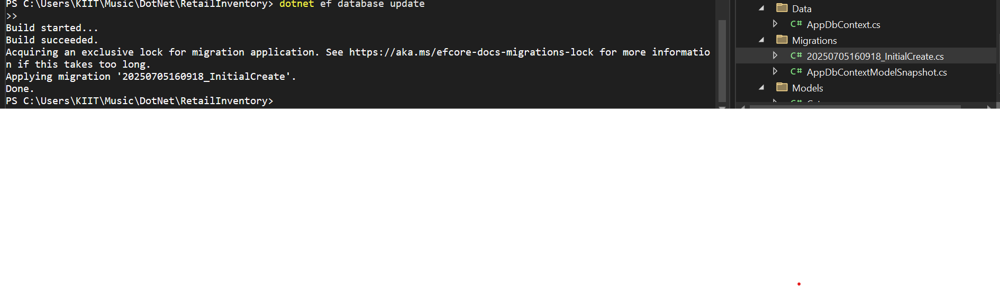 PS C:\Users\KIIT\Music\DotNet\RetailInventory> dotnet ef database update
>>
Build started...
Build succeeded.
Acquiring an exclusive lock for migration application. See https://aka.ms/efcore-docs-migrations-lock for more informatio
n if this takes too long.
Applying migration '20250705160918_InitialCreate'.
Done.
PS C:\Users\KIIT\Music\DotNet\RetailInventory>
Data
C# AppDbContext.cs
Migrations
C# 20250705160918_InitialCreate.cs
C# AppDbContextModelSnapshot.cs
Models